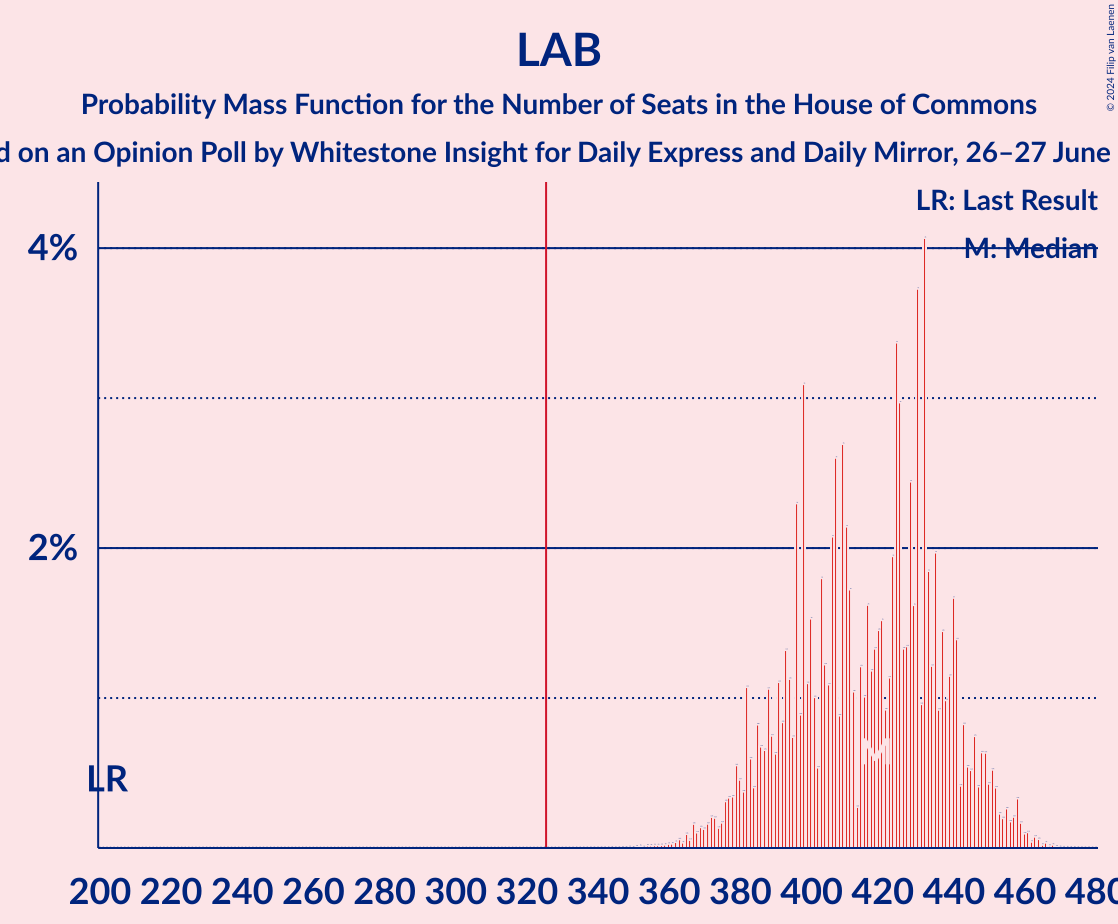 LAB
Probability Mass Function for the Number of Seats in the House of Commons
d on an Opinion Poll by Whitestone Insight for Daily Express and Daily Mirror, 26–27 June
© 2024 Filip van Laenen
LR: Last Result
M: Median
4%
2%
LR
M
200 220 240 260 280 300 320 340 360 380 400 420 440 460 480